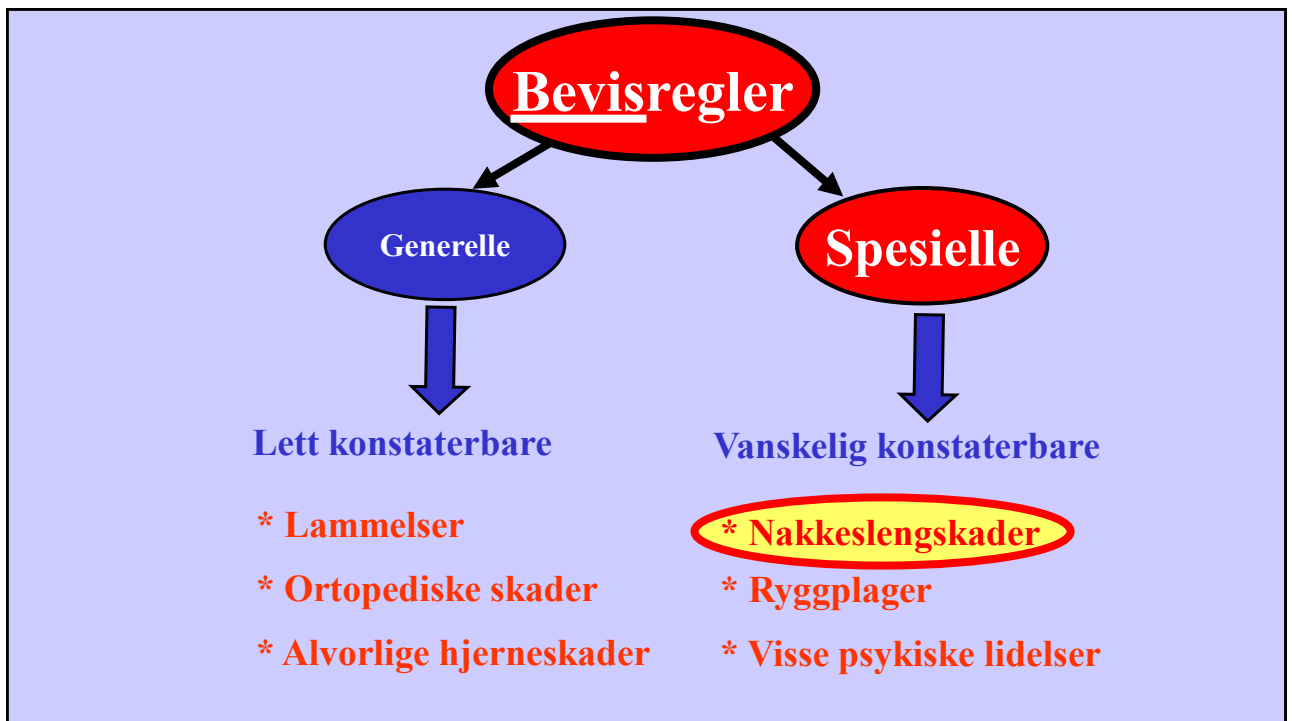 Bevisregler
Generelle
Spesielle
Lett konstaterbare
* Lammelser
* Ortopediske skader
* Alvorlige hjerneskader
Vanskelig konstaterbare
* Nakkeslengskader
* Ryggplager
* Visse psykiske lidelser